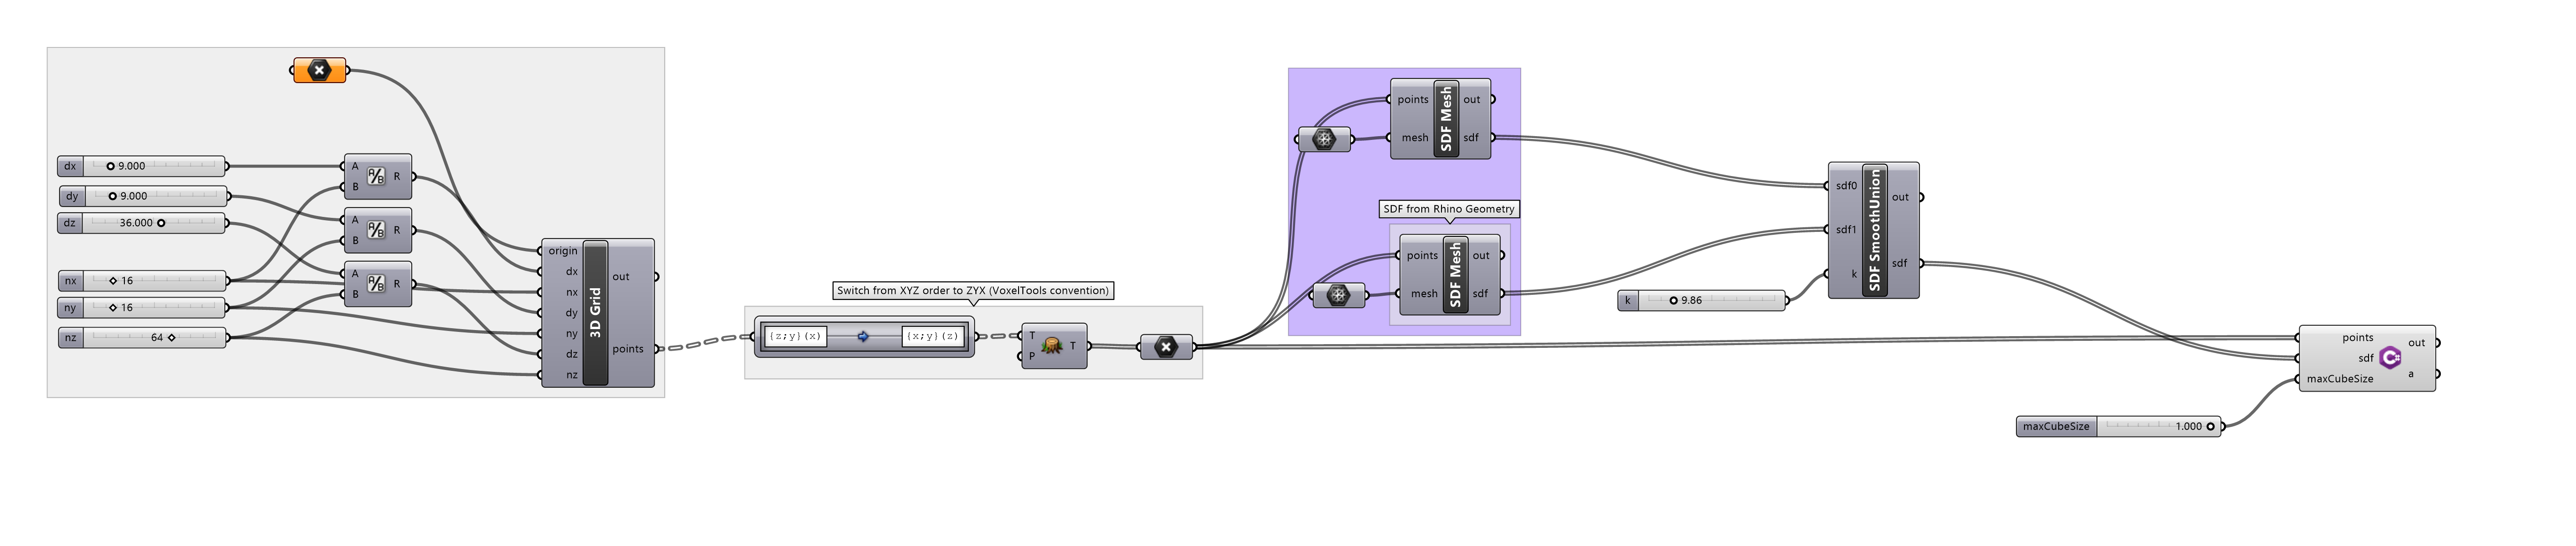 dx 9.000
dy 9.000
dz 36.000
nx 16
ny 16
nz 64
A
B
A/B
R
A
B
A/B
R
A
B
A/B
R
origin
dx
nx
dy
ny
dz
nz
3D Grid
out
points
Switch from XYZ order to ZYX (VoxelTools convention)
{z;y}(x)
{x;y}(z)
T
P
T
points
mesh
SDF Mesh
out
sdf
SDF from Rhino Geometry
points
mesh
SDF Mesh
out
sdf
k 9.86
sdf0
sdf1
k
SDF SmoothUnion
out
sdf
maxCubeSize 1.000
points
sdf
maxCubeSize
C#
out
a